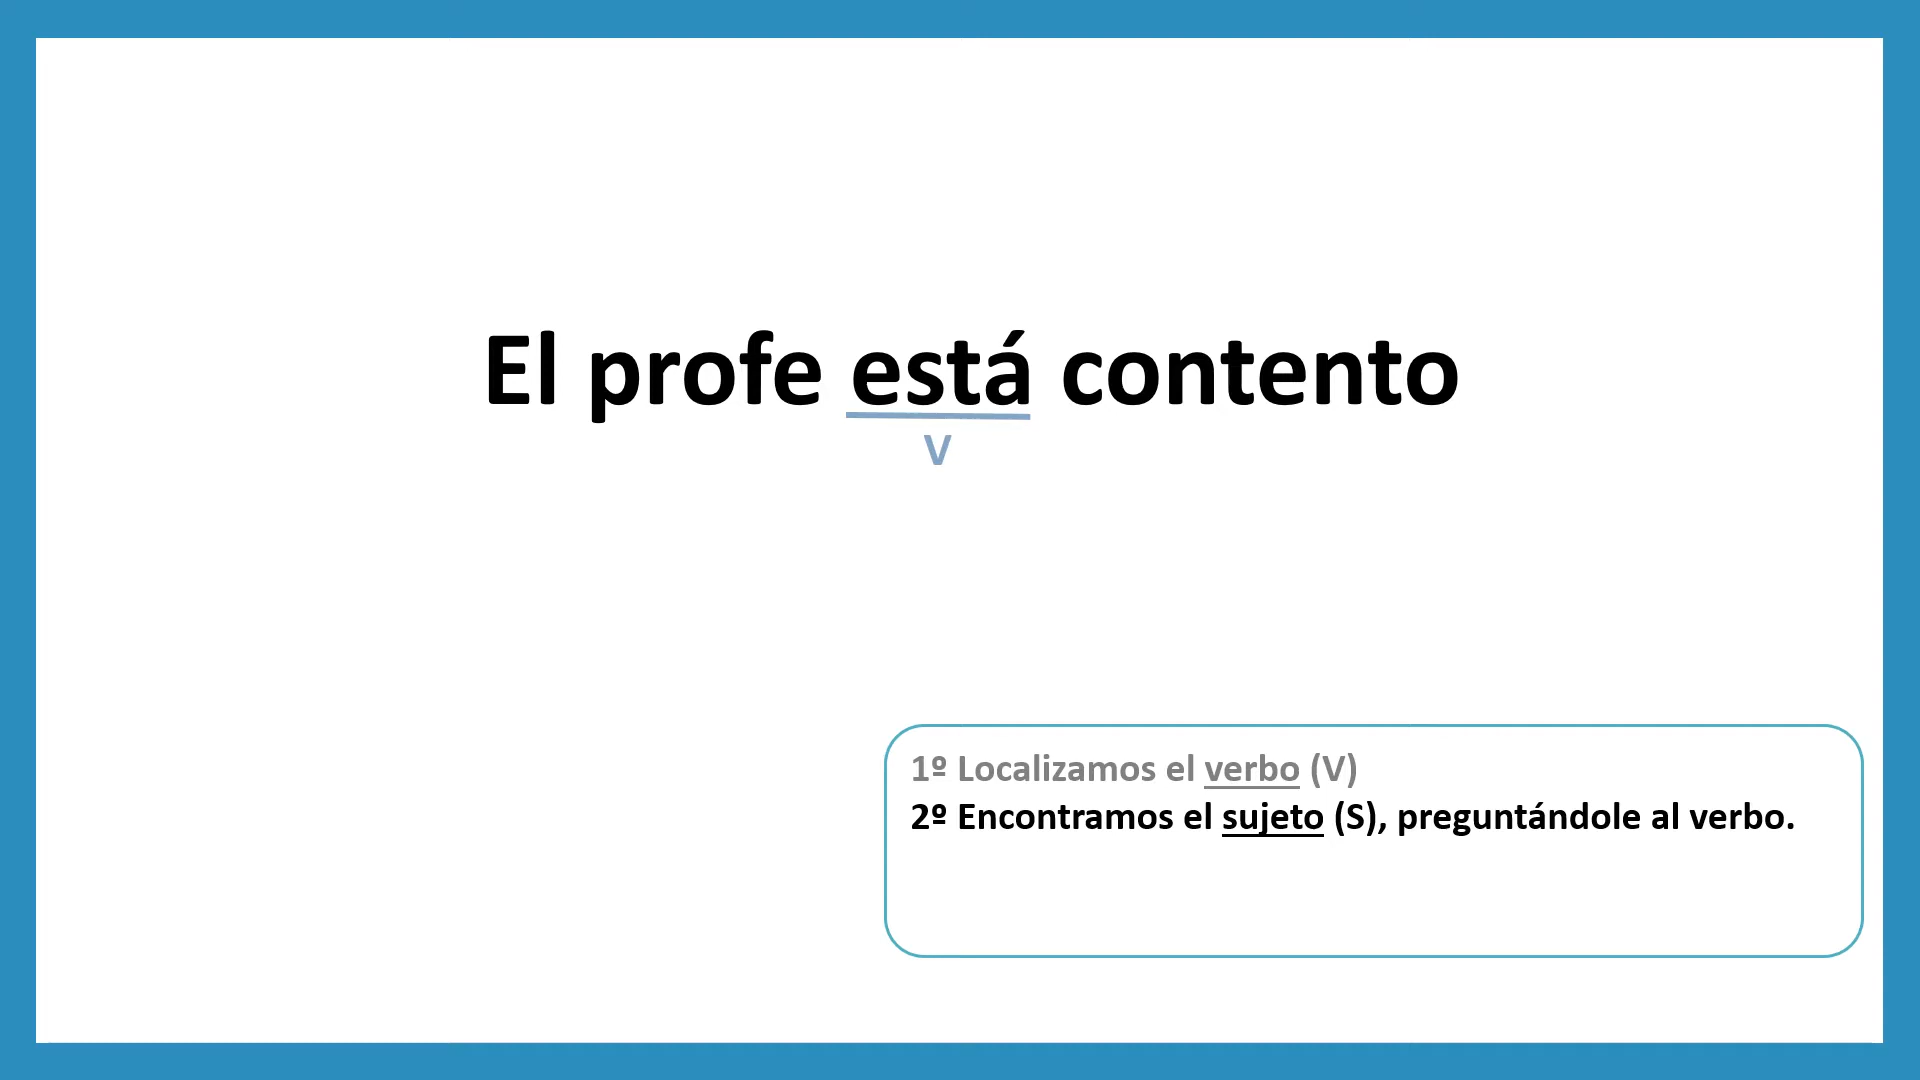 El profe está contento
V
1º Localizamos el verbo (V)
2º Encontramos el sujeto (S), preguntándole al verbo.